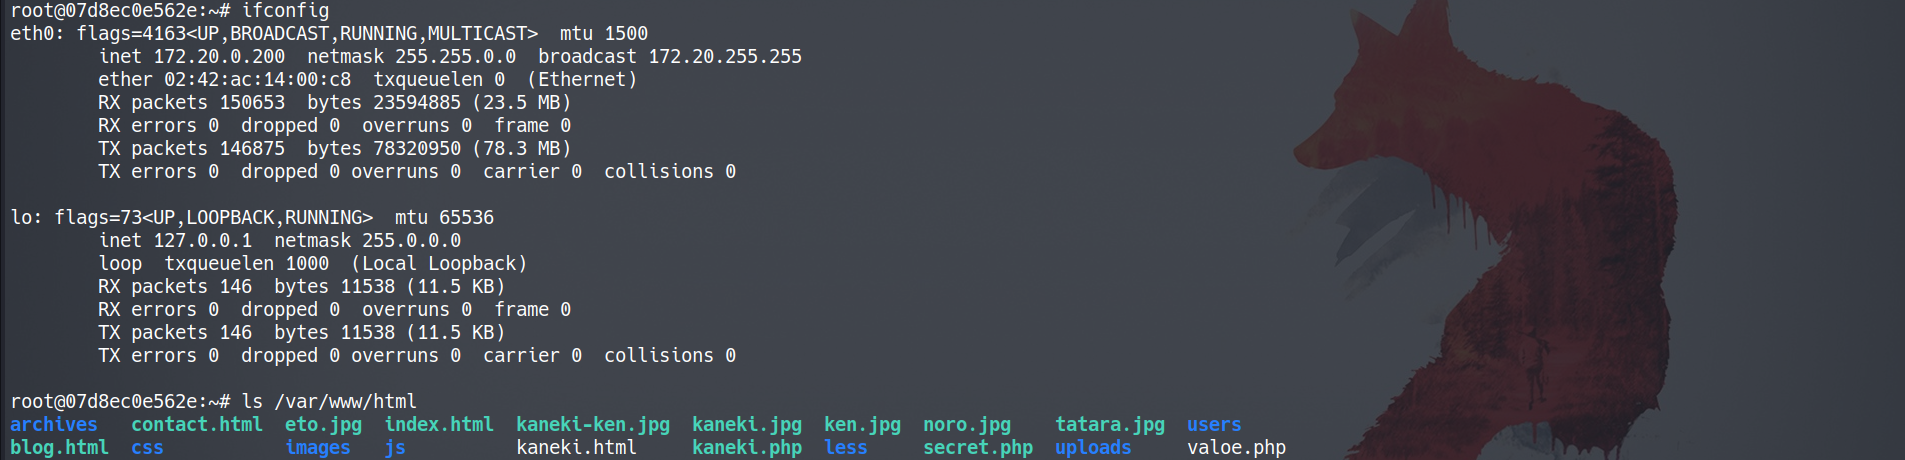 root@07d8ec0e562e:~# ifconfig
eth0: flags=4163<UP,BROADCAST,RUNNING,MULTICAST>  mtu 1500
        inet 172.20.0.200  netmask 255.255.0.0  broadcast 172.20.255.255
        ether 02:42:ac:14:00:c8  txqueuelen 0  (Ethernet)
        RX packets 150653  bytes 23594885 (23.5 MB)
        RX errors 0  dropped 0  overruns 0  frame 0
        TX packets 146875  bytes 78320950 (78.3 MB)
        TX errors 0  dropped 0 overruns 0  carrier 0  collisions 0
lo: flags=73<UP,LOOPBACK,RUNNING>  mtu 65536
        inet 127.0.0.1  netmask 255.0.0.0
        loop  txqueuelen 1000  (Local Loopback)
        RX packets 146  bytes 11538 (11.5 KB)
        RX errors 0  dropped 0  overruns 0  frame 0
        TX packets 146  bytes 11538 (11.5 KB)
        TX errors 0  dropped 0 overruns 0  carrier 0  collisions 0
root@07d8ec0e562e:~# ls /var/www/html
archives   contact.html  eto.jpg  index.html  kaneki-ken.jpg  kaneki.jpg  ken.jpg  noro.jpg    tatara.jpg  users
blog.html  css           images   js          kaneki.html     kaneki.php  less     secret.php  uploads     valoe.php